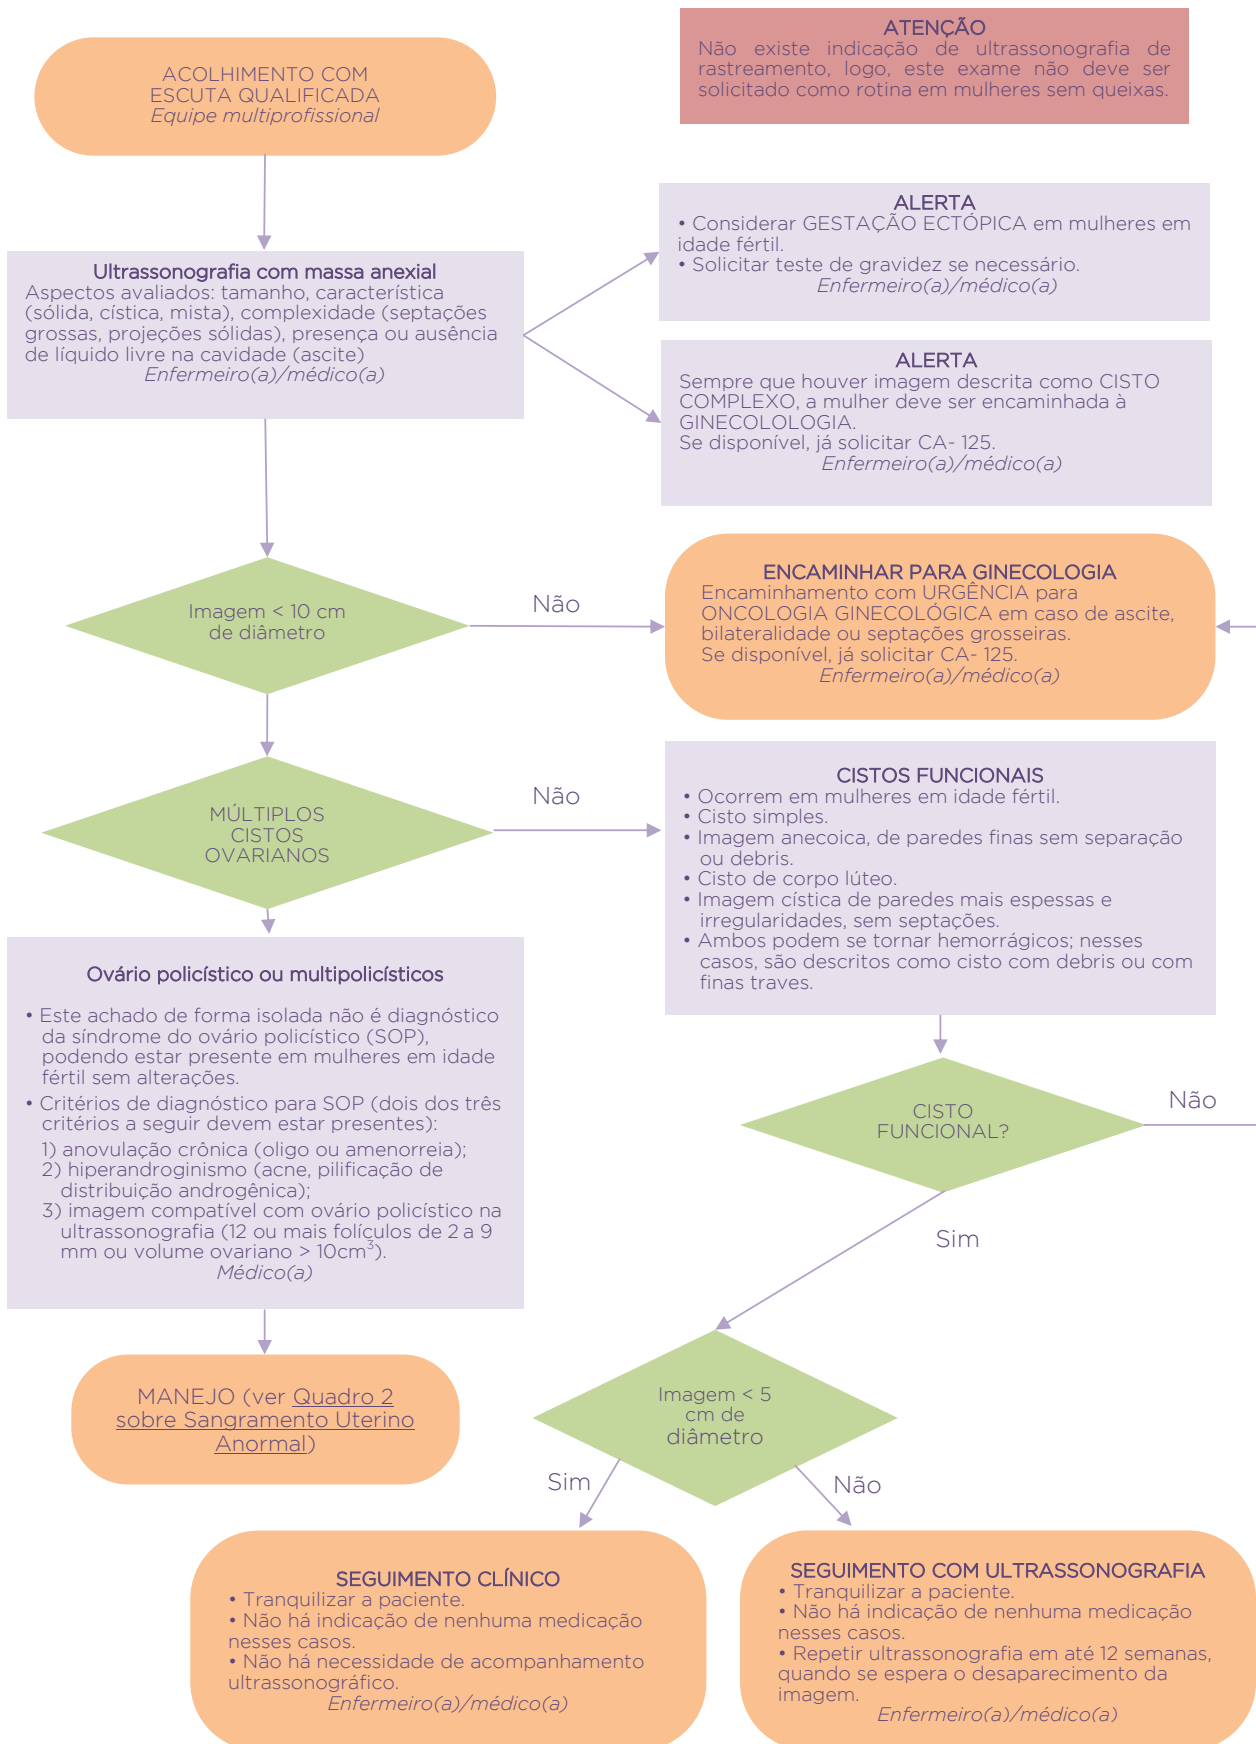 ATENÇÃO
Não existe indicação de ultrassonografia de
rastreamento, logo, este exame não deve ser
solicitado como rotina em mulheres sem queixas.
ACOLHIMENTO COM
ESCUTA QUALIFICADA
Equipe multiprofissional
ALERTA
• Considerar GESTAÇÃO ECTÓPICA em mulheres em
idade fértil.
• Solicitar teste de gravidez se necessário.
Enfermeiro(a)/médico(a)
Ultrassonografia com massa anexial
Aspectos avaliados: tamanho, característica
(sólida, cística, mista), complexidade (septações
grossas, projeções sólidas), presença ou ausência
de líquido livre na cavidade (ascite)
Enfermeiro(a)/médico(a)
ALERTA
Sempre que houver imagem descrita como CISTO
COMPLEXO, a mulher deve ser encaminhada à
GINECOLOLOGIA.
Se disponível, já solicitar CA- 125.
Enfermeiro(a)/médico(a)
Imagem < 10 cm
de diâmetro
Não
ENCAMINHAR PARA GINECOLOGIA
Encaminhamento com URGÊNCIA para
ONCOLOGIA GINECOLÓGICA em caso de ascite,
bilateralidade ou septações grosseiras.
Se disponível, já solicitar CA- 125.
Enfermeiro(a)/médico(a)
MÚLTIPLOS
CISTOS
OVARIANOS
Não
CISTOS FUNCIONAIS
• Ocorrem em mulheres em idade fértil.
• Cisto simples.
• Imagem anecoica, de paredes finas sem separação
ou debris.
• Cisto de corpo lúteo.
• Imagem cística de paredes mais espessas e
irregularidades, sem septações.
• Ambos podem se tornar hemorrágicos; nesses
casos, são descritos como cisto com debris ou com
finas traves.
Ovário policístico ou multipolicísticos
• Este achado de forma isolada não é diagnóstico
da síndrome do ovário policístico (SOP),
podendo estar presente em mulheres em idade
fértil sem alterações.
• Critérios de diagnóstico para SOP (dois dos três
critérios a seguir devem estar presentes):
1) anovulação crônica (oligo ou amenorreia);
2) hiperandroginismo (acne, pilificação de
distribuição androgênica);
3) imagem compatível com ovário policístico na
ultrassonografia (12 ou mais folículos de 2 a 9
mm ou volume ovariano > 10cm³).
Médico(a)
CISTO
FUNCIONAL?
Não
Sim
MANEJO (ver Quadro 2
sobre Sangramento Uterino
Anormal)
Imagem < 5
cm de
diâmetro
Sim
Não
SEGUIMENTO CLÍNICO
• Tranquilizar a paciente.
• Não há indicação de nenhuma medicação
nesses casos.
• Não há necessidade de acompanhamento
ultrassonográfico.
Enfermeiro(a)/médico(a)
SEGUIMENTO COM ULTRASSONOGRAFIA
• Tranquilizar a paciente.
• Não há indicação de nenhuma medicação
nesses casos.
• Repetir ultrassonografia em até 12 semanas,
quando se espera o desaparecimento da
imagem.
Enfermeiro(a)/médico(a)